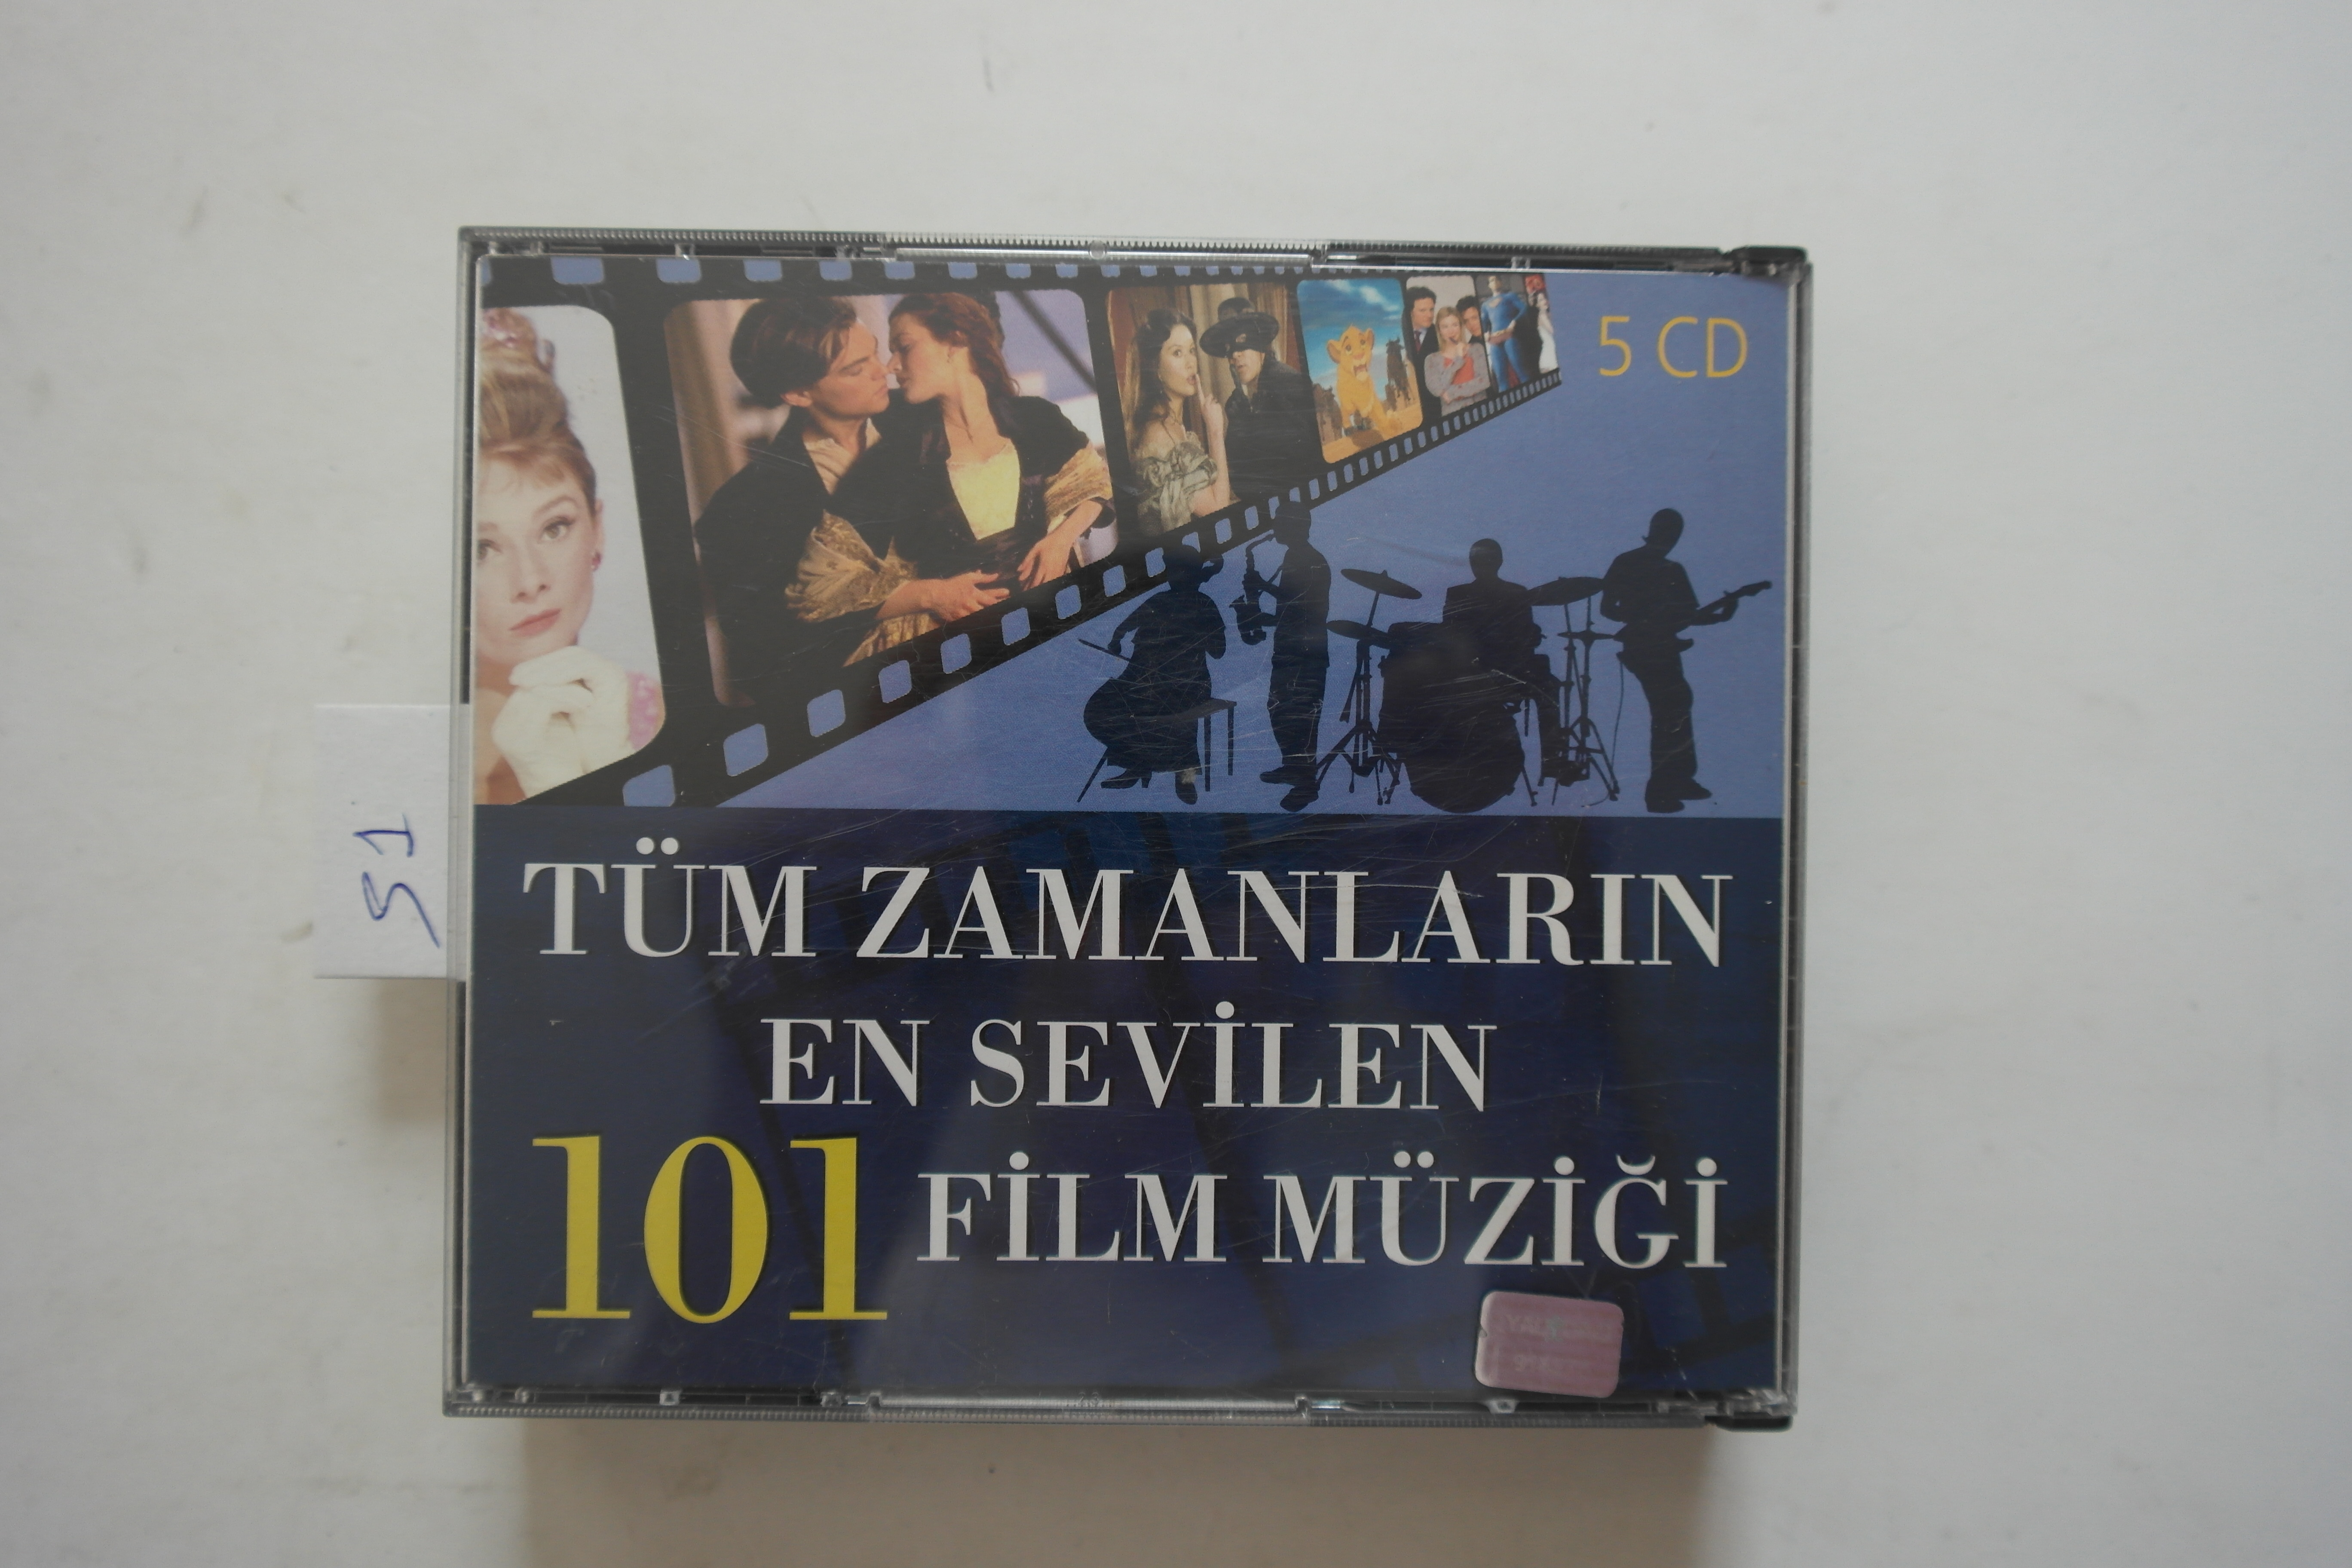 5 CD
51
TÜM ZAMANLARIN
EN SEVİLEN
101 FİLM MÜZİĞİ